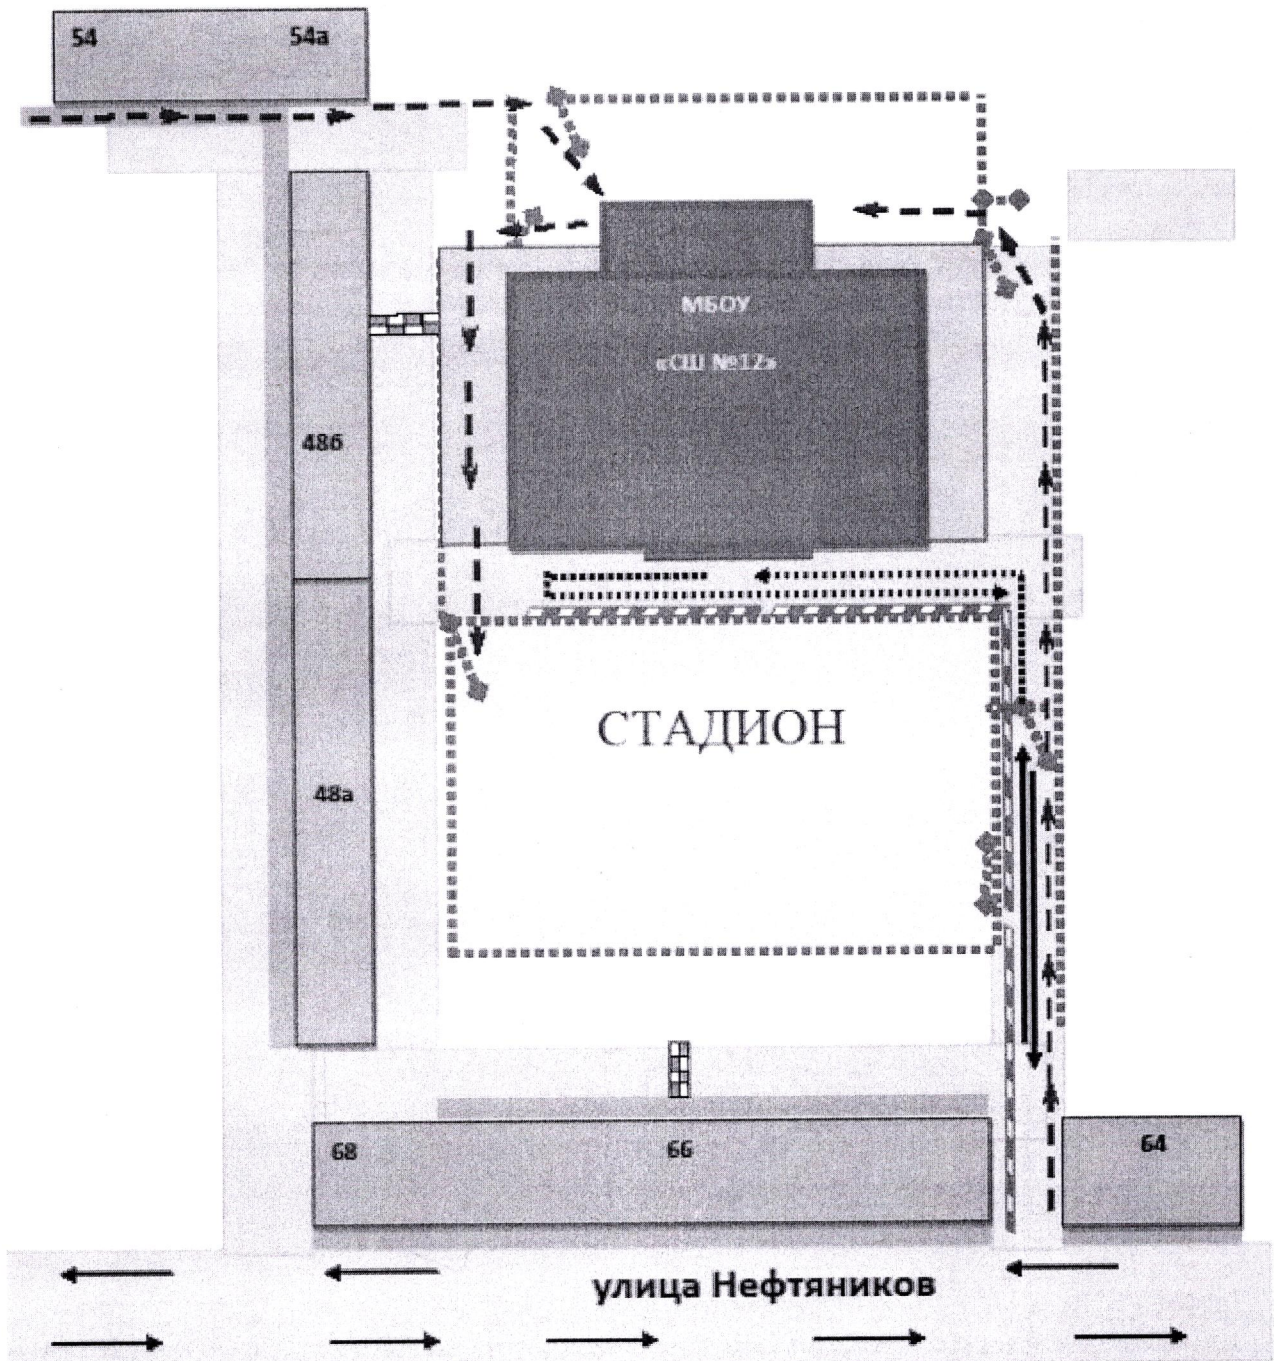 54 54а
МБОУ
«СШ №12»
48б
СТАДИОН
48а
68 66 64
улица Нефтяников